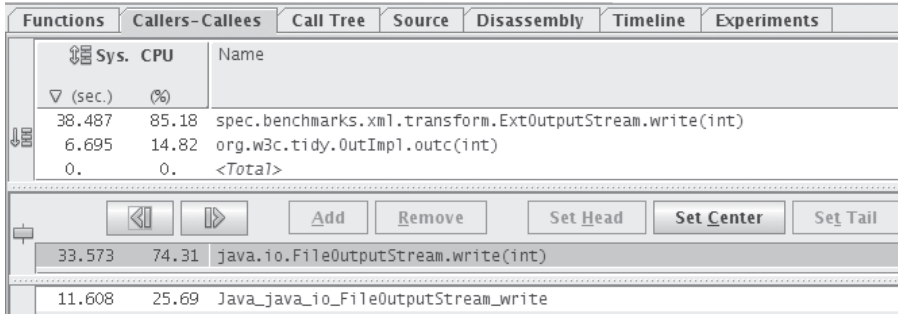 Functions Callers-Callees Call Tree Source Disassembly Timeline Experiments
Sys. CPU Name
(sec.) (%)
38.487 85.18 spec.benchmarks.xml.transform.ExtOutputStream.write(int)
6.695 14.82 org.w3c.tidy.OutImpl.outc(int)
0. 0. <Total>
Add Remove Set Head Set Center Set Tail
33.573 74.31 java.io.FileOutputStream.write(int)
11.608 25.69 Java_java_io_FileOutputStream_write